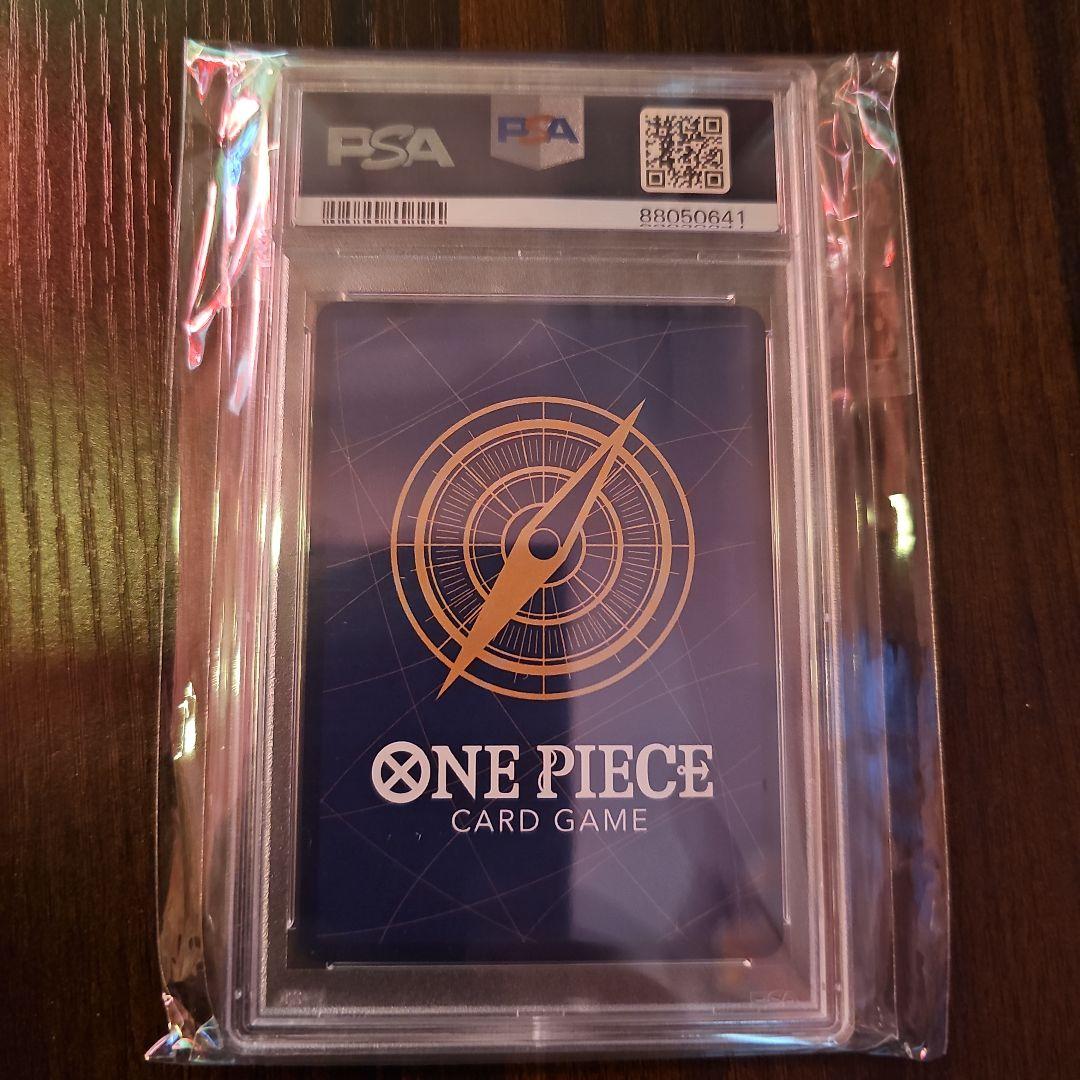 PSA
PSA
88050641
ONE PIECE
CARD GAME